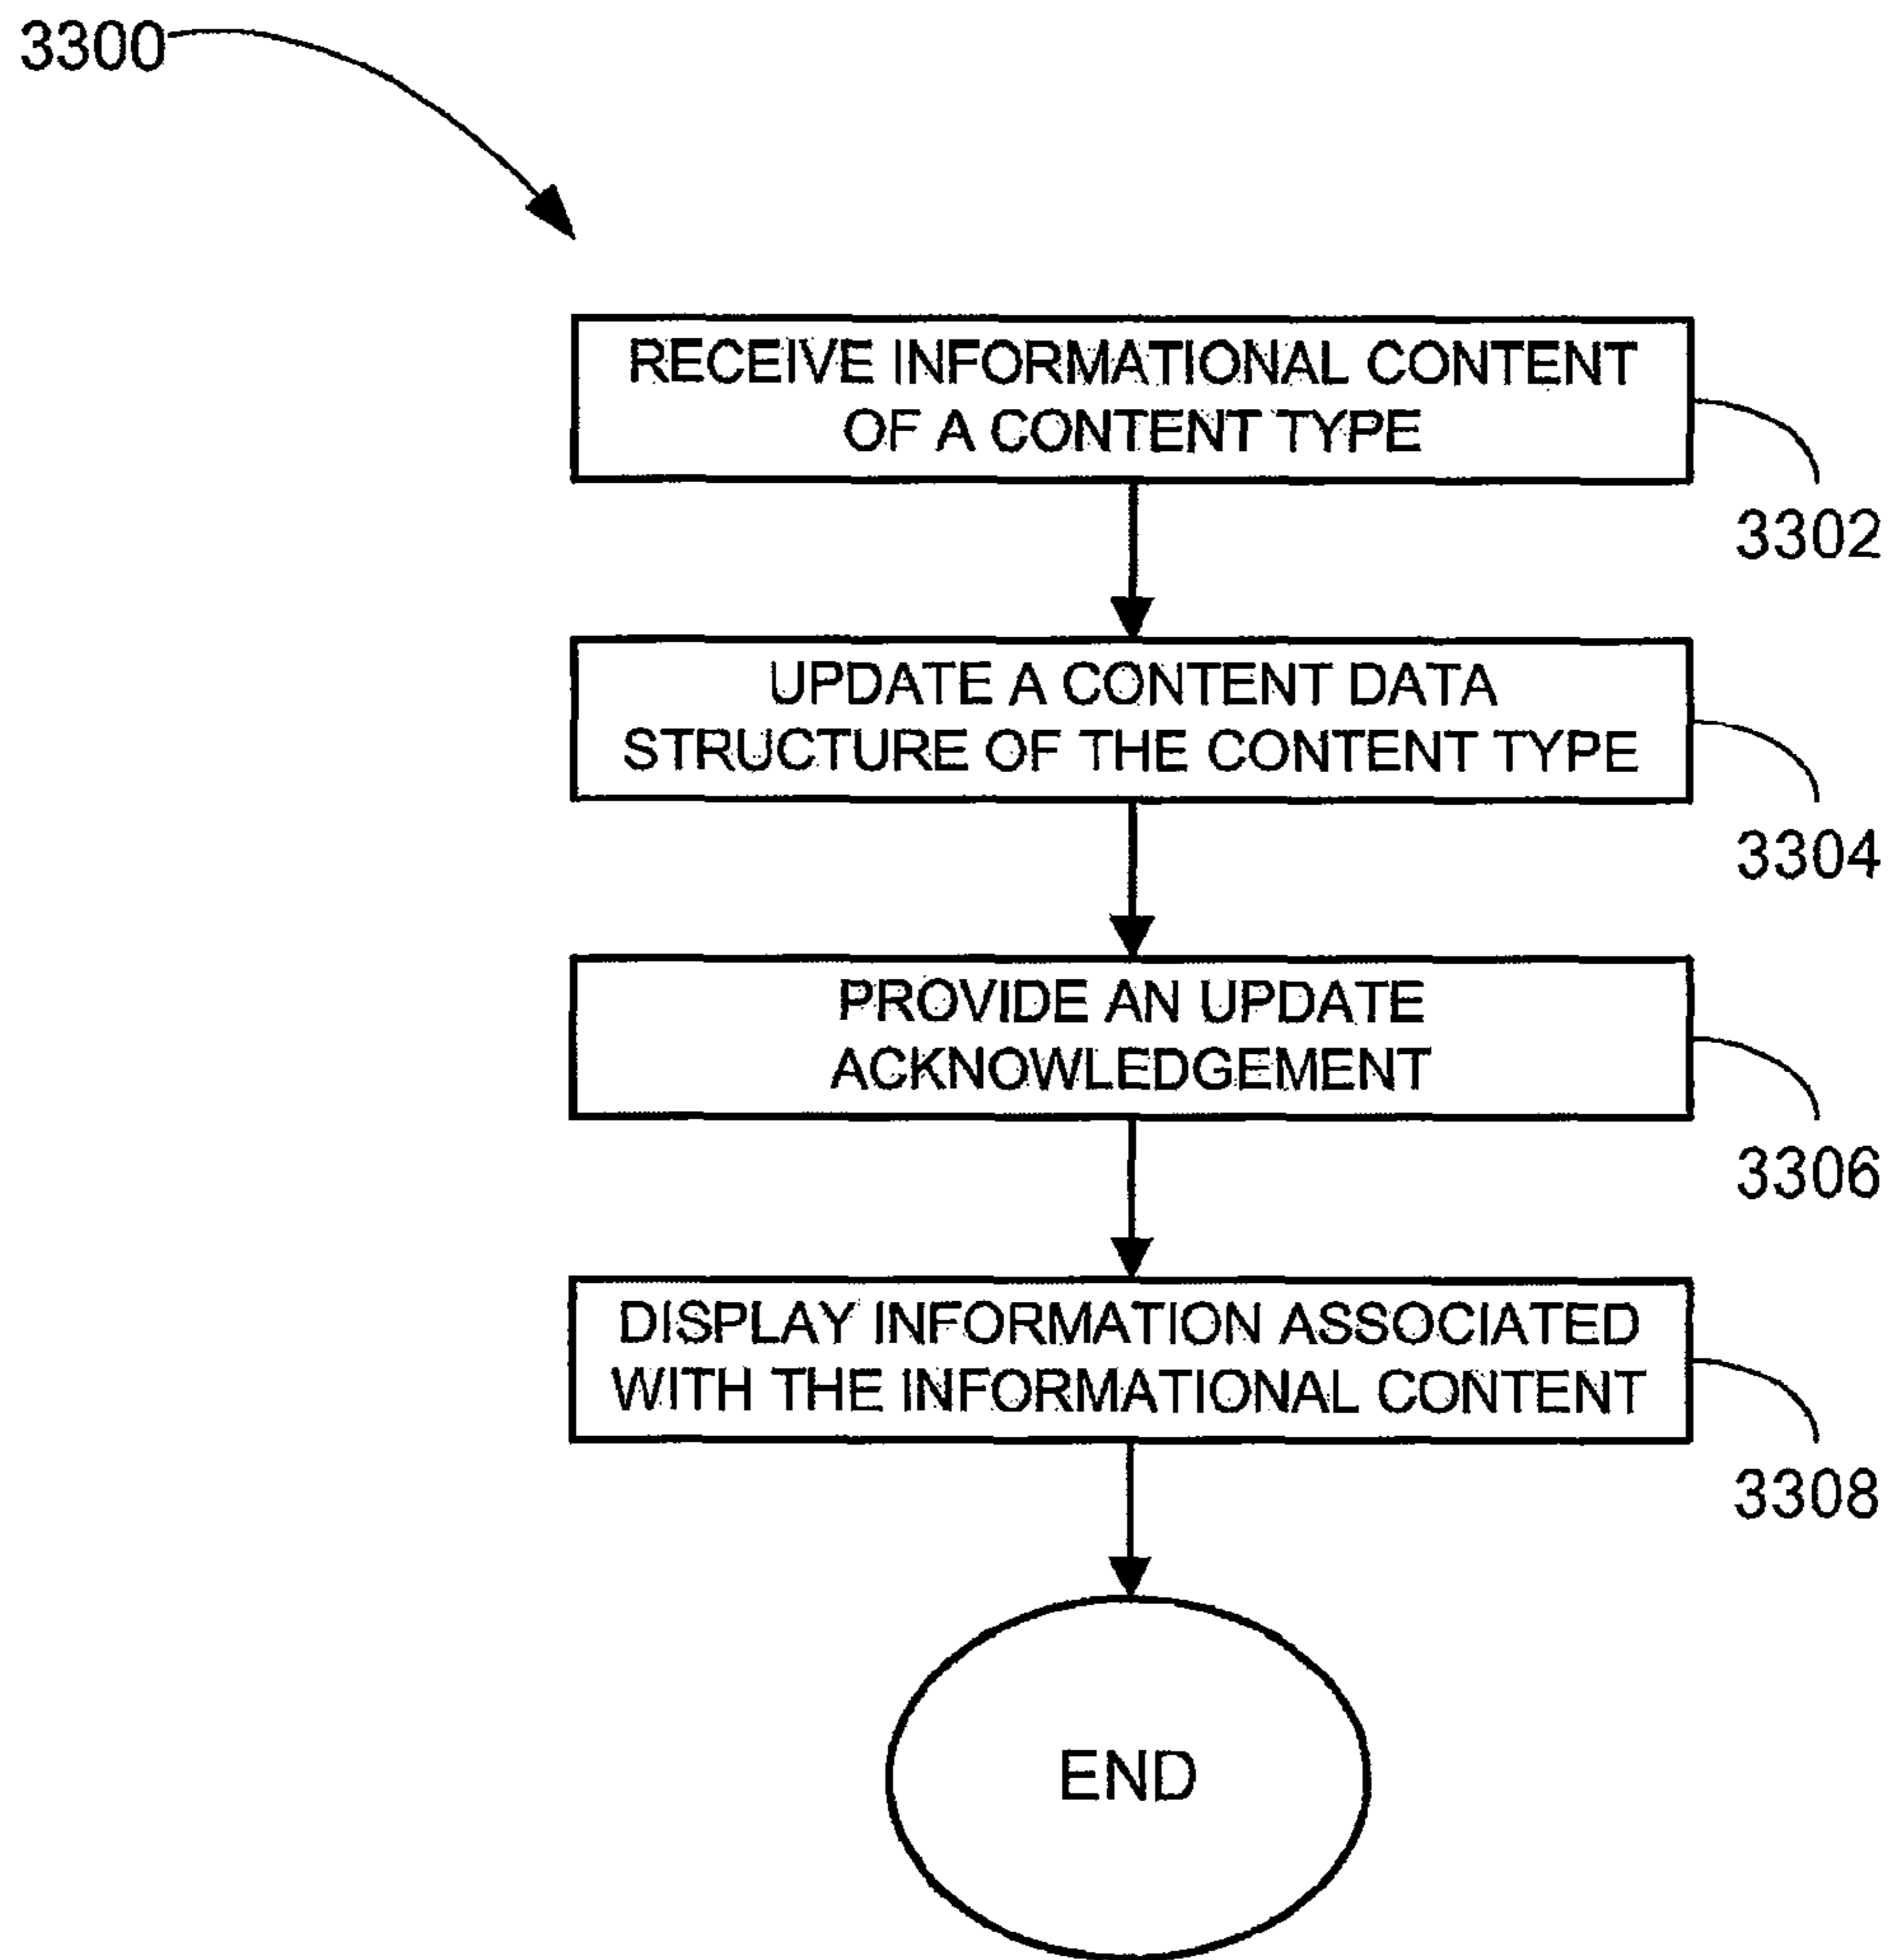 3300
RECEIVE INFORMATIONAL CONTENT
OF A CONTENT TYPE
3302
UPDATE A CONTENT DATA
STRUCTURE OF THE CONTENT TYPE
3304
PROVIDE AN UPDATE
ACKNOWLEDGEMENT
3306
DISPLAY INFORMATION ASSOCIATED
WITH THE INFORMATIONAL CONTENT
3308
END